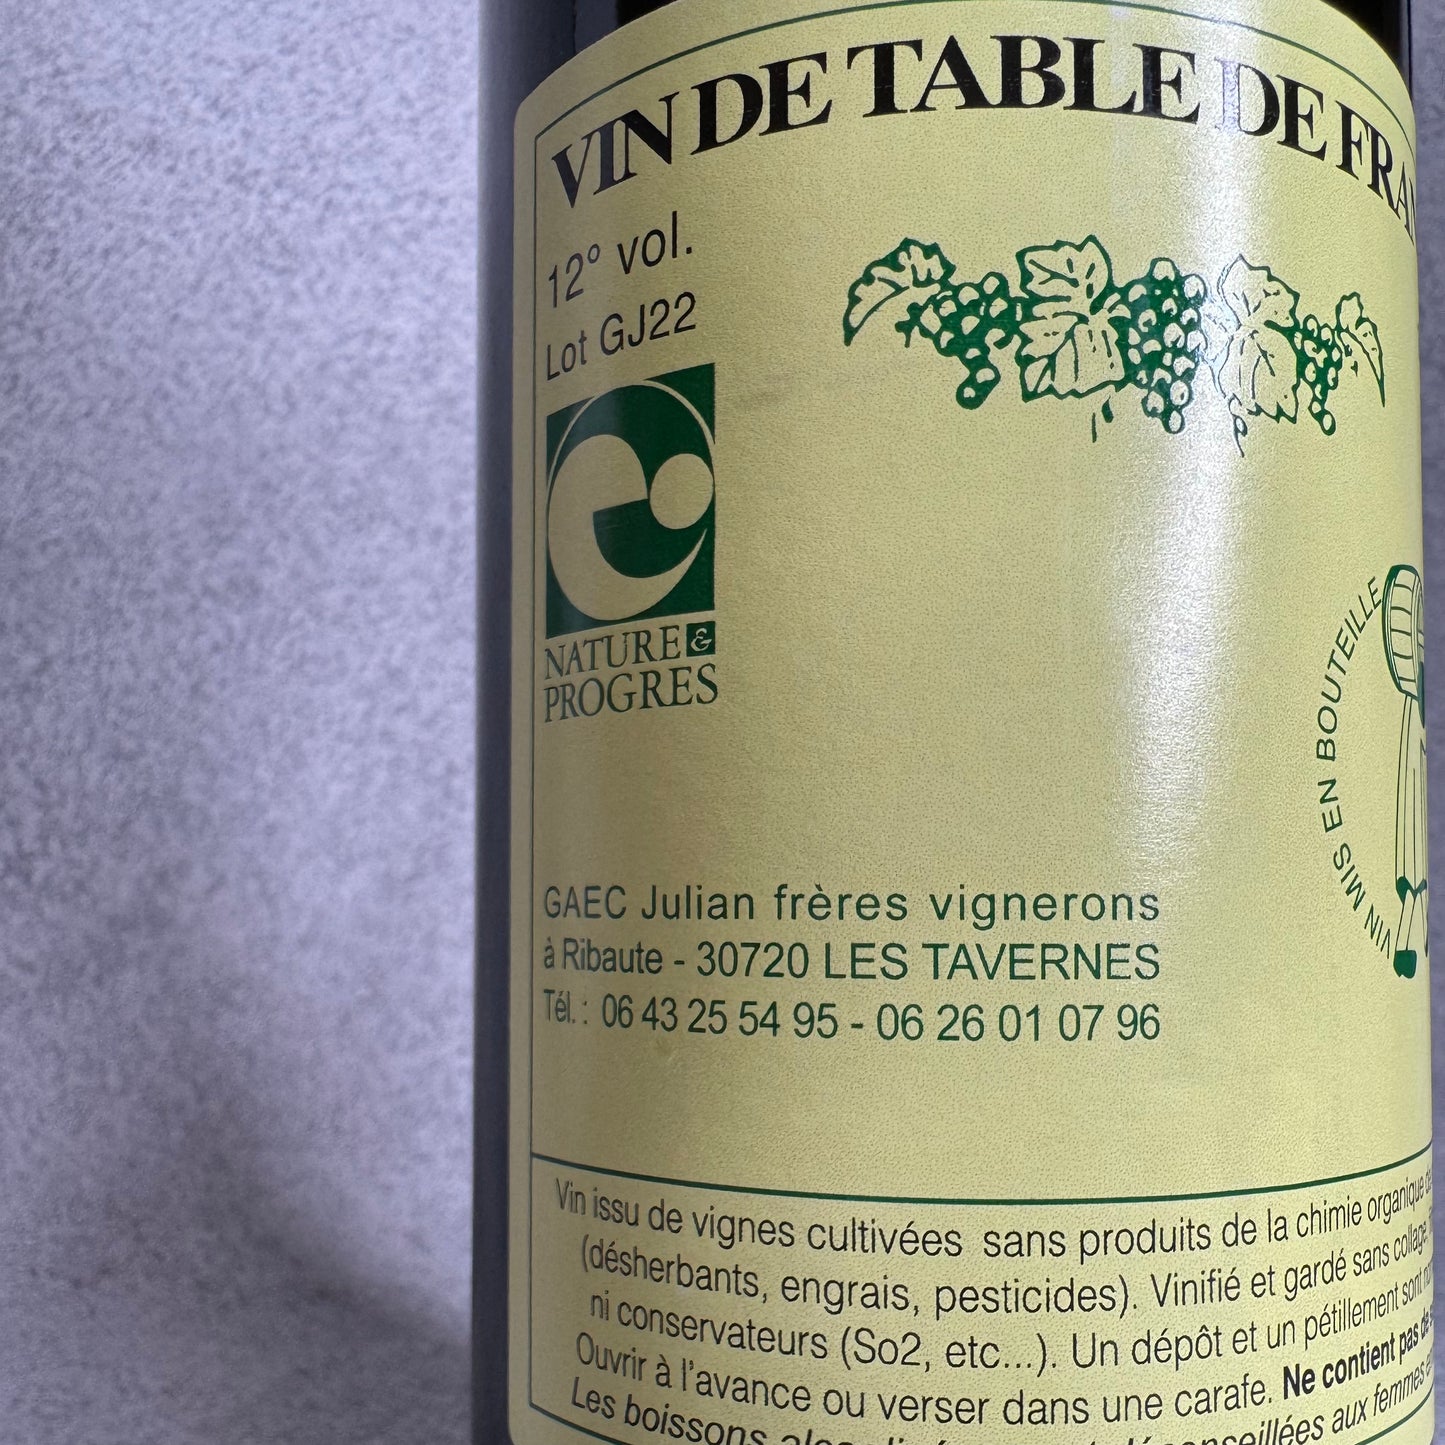 VIN DE TABLE DE
12° vol.
Lot GJ22
NATURE & PROGRES
VIN MIS EN BOUTEILLE
GAEC Julian frères vignerons
à Ribaute - 30720 LES TAVERNES
Tél. : 06 43 25 54 95 - 06 26 01 07 96
Vin issu de vignes cultivées sans produits de la chimie organique
(désherbants, engrais, pesticides). Vinifié et gardé sans collage,
ni conservateurs (So2, etc...). Un dépôt et un pétillement sont
Ouvrir à l'avance ou verser dans une carafe. Ne contient pas de
Les boissons aux femmes